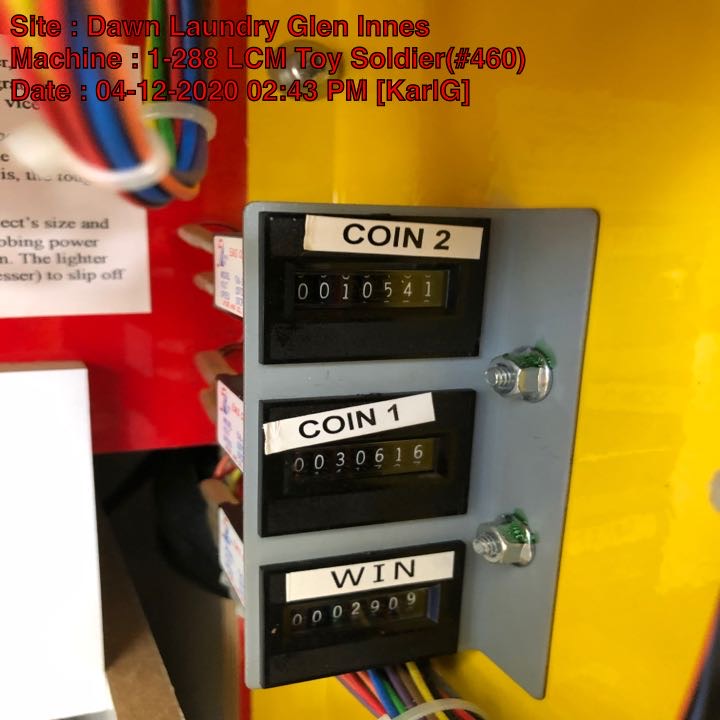 Site : Dawn Laundry Glen Innes
Machine : 1-288 LCM Toy Soldier(#460)
Date : 04-12-2020 02:43 PM [KarlG]
ect's size and
obing power
n. The lighter
esser) to slip off
COIN 2
0010541
COIN 1
0030616
WIN
0002909